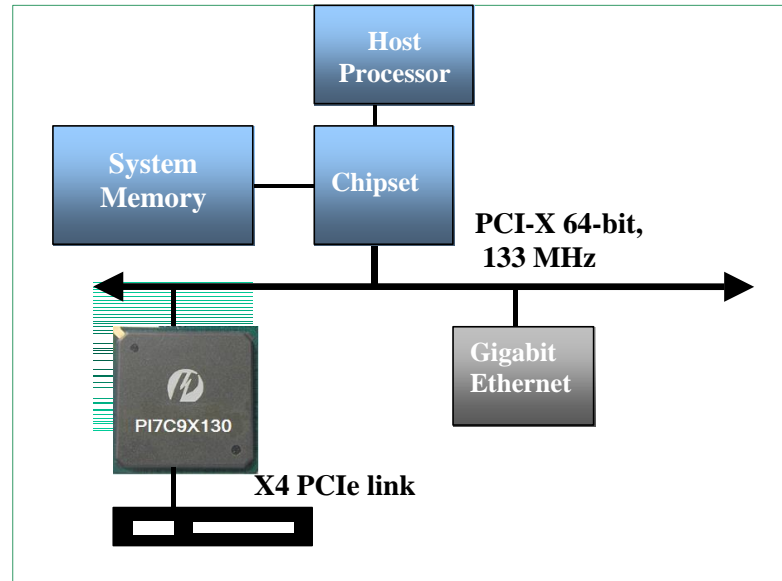 Host
Processor
System
Memory
Chipset
PCI-X 64-bit,
133 MHz
PI7C9X130
Gigabit
Ethernet
X4 PCIe link